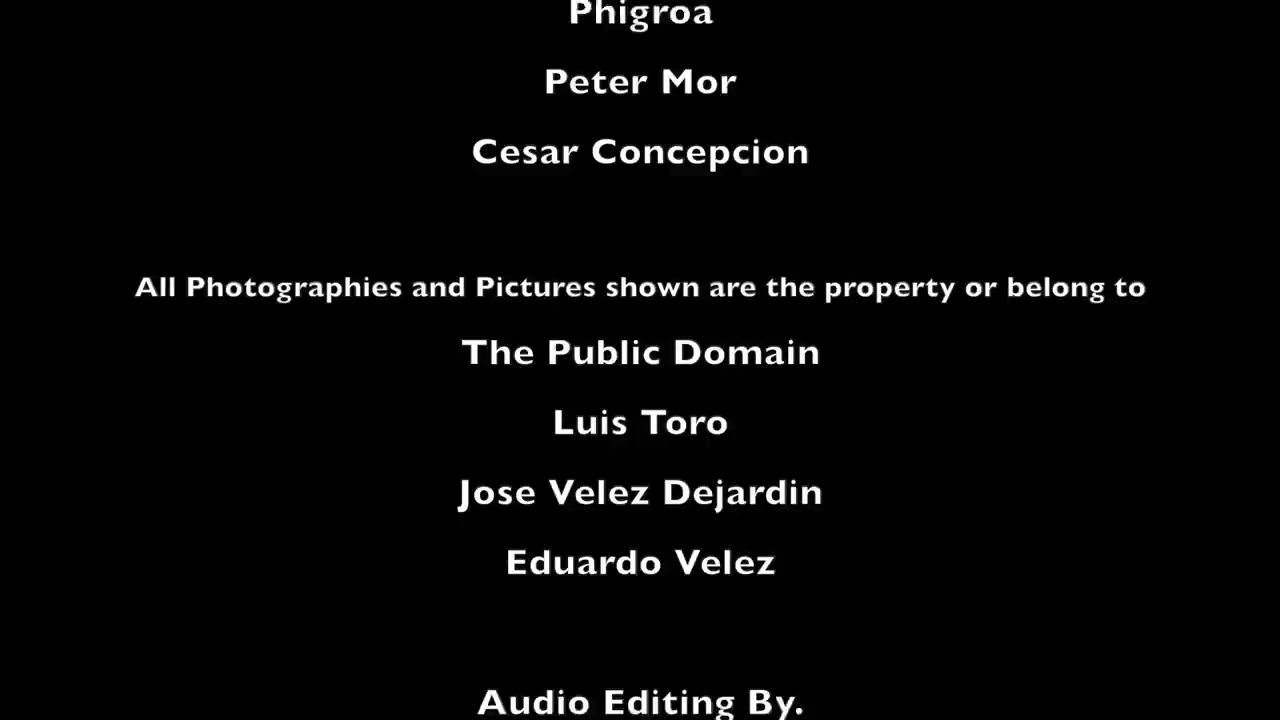 Phigroa
Peter Mor
Cesar Concepcion
All Photographies and Pictures shown are the property or belong to
The Public Domain
Luis Toro
Jose Velez Dejardin
Eduardo Velez
Audio Editing By.